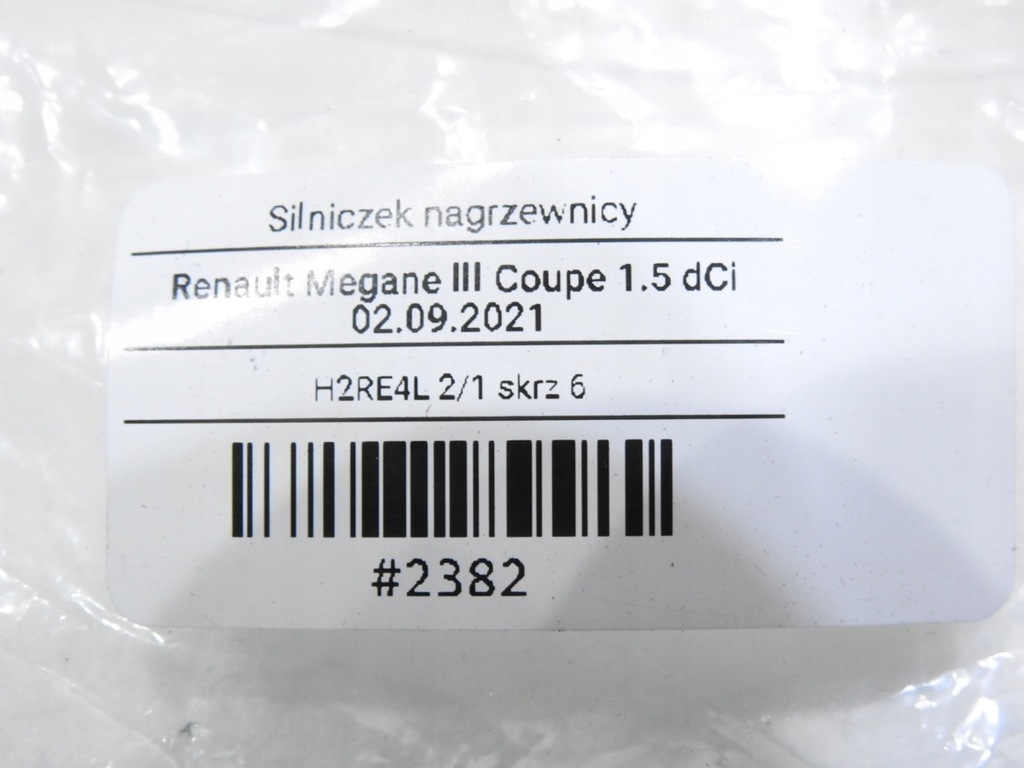 Silniczek nagrzewnicy
Renault Megane III Coupe 1.5 dCi
02.09.2021
H2RE4L 2/1 skrz 6
#2382